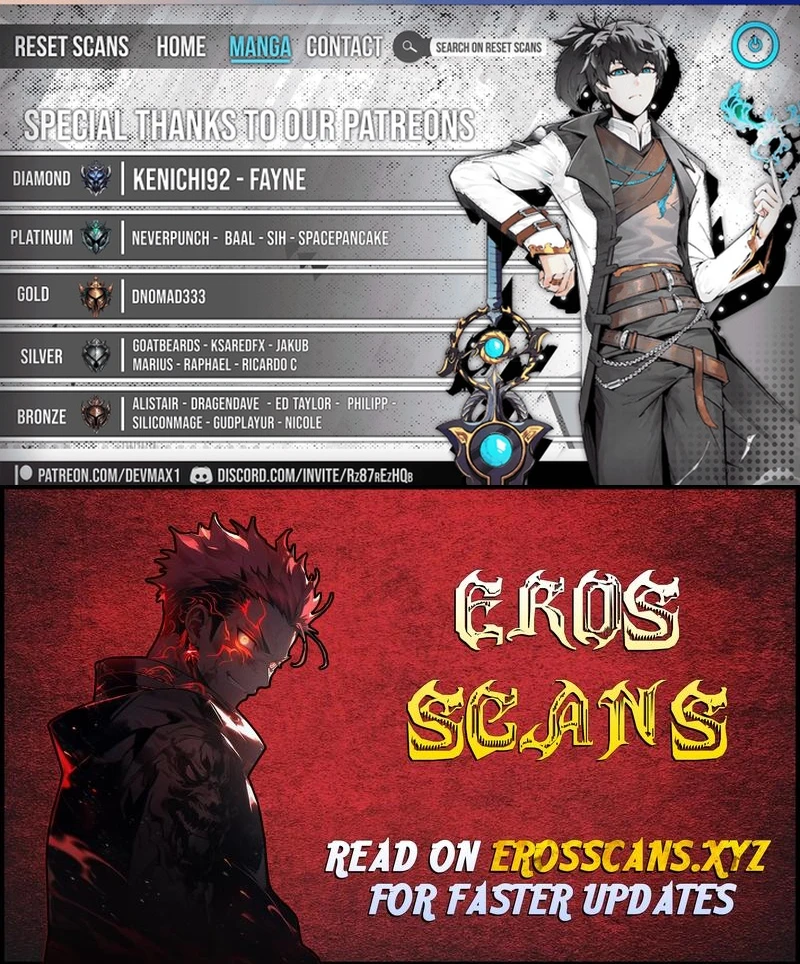 RESET SCANS HOME MANGA CONTACT SEARCH ON RESET SCANS
SPECIAL THANKS TO OUR PATREONS
DIAMOND KENICHI92 - FAYNE
PLATINUM NEVERPUNCH - BAAL - SIH - SPACEPANCAKE
GOLD DNOMAD333
SILVER GOATBEARDS - KSAREDFX - JAKUB
MARIUS - RAPHAEL - RICARDO C
BRONZE ALISTAIR - DRAGENDAVE - ED TAYLOR - PHILIPP -
SILICONMAGE - GUDPLAYUR - NICOLE
PATREON.COM/DEVMAX1 DISCORD.COM/INVITE/Rz87REzHQB
EROS
SCANS
READ ON EROSSCANS.XYZ
FOR FASTER UPDATES